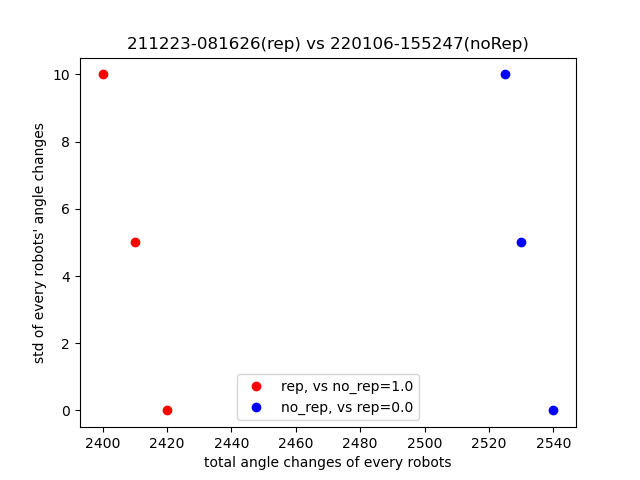 211223-081626(rep) vs 220106-155247(noRep)
std of every robots' angle changes
10
8
6
4
2
0
rep, vs no_rep=1.0
no_rep, vs rep=0.0
2400 2420 2440 2460 2480 2500 2520 2540
total angle changes of every robots